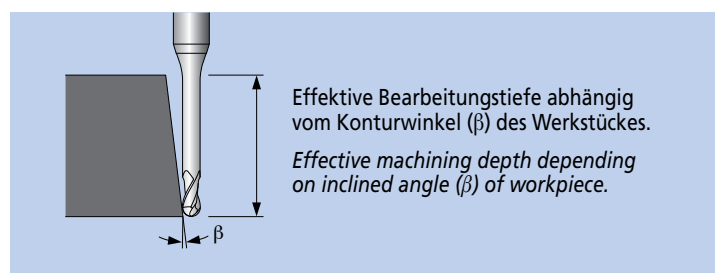 Effektive Bearbeitungstiefe abhängig
vom Konturwinkel (β) des Werkstückes.
Effective machining depth depending
on inclined angle (β) of workpiece.
β